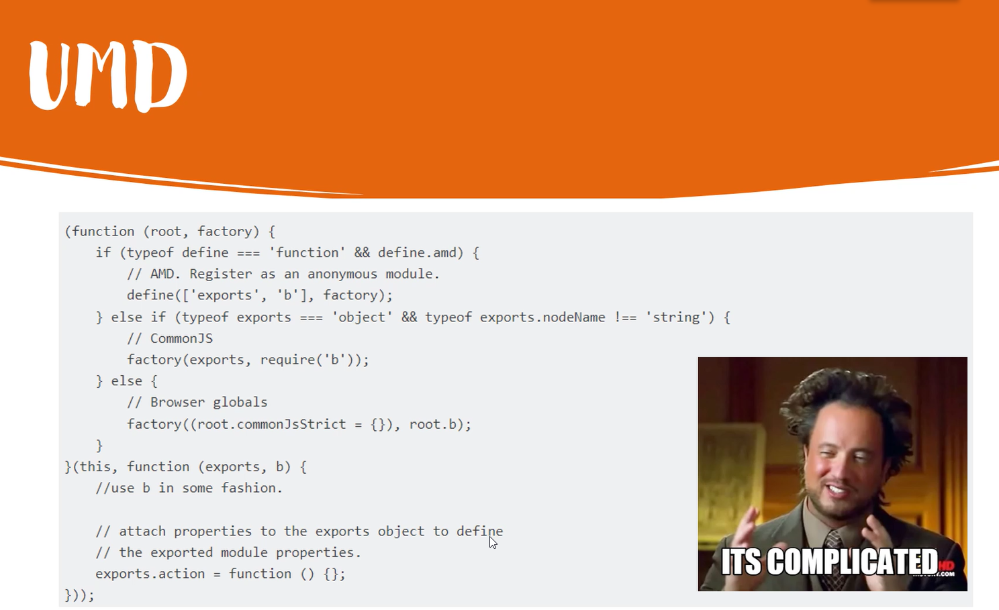 UMD
(function (root, factory) {
    if (typeof define === 'function' && define.amd) {
        // AMD. Register as an anonymous module.
        define(['exports', 'b'], factory);
    } else if (typeof exports === 'object' && typeof exports.nodeName !== 'string') {
        // CommonJS
        factory(exports, require('b'));
    } else {
        // Browser globals
        factory((root.commonJsStrict = {}), root.b);
    }
}(this, function (exports, b) {
    //use b in some fashion.
    // attach properties to the exports object to define
    // the exported module properties.
    exports.action = function () {};
}));
ITS COMPLICATED
HD
.COM